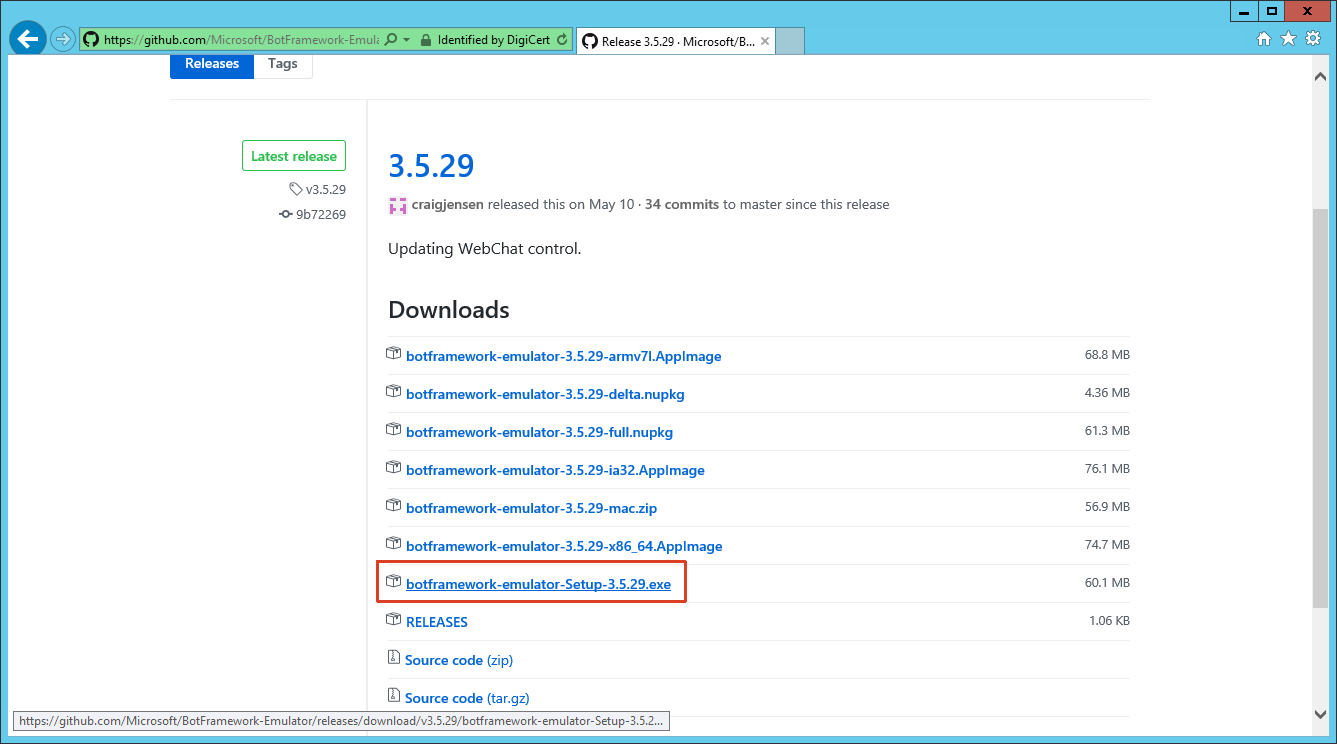 https://github.com/Microsoft/BotFramework-Emula
Identified by DigiCert
Release 3.5.29 · Microsoft/B...
Releases
Tags
Latest release
v3.5.29
9b72269
3.5.29
craigjensen released this on May 10 · 34 commits to master since this release
Updating WebChat control.
Downloads
botframework-emulator-3.5.29-armv7l.AppImage 68.8 MB
botframework-emulator-3.5.29-delta.nupkg 4.36 MB
botframework-emulator-3.5.29-full.nupkg 61.3 MB
botframework-emulator-3.5.29-ia32.AppImage 76.1 MB
botframework-emulator-3.5.29-mac.zip 56.9 MB
botframework-emulator-3.5.29-x86_64.AppImage 74.7 MB
botframework-emulator-Setup-3.5.29.exe 60.1 MB
RELEASES 1.06 KB
Source code (zip)
Source code (tar.gz)
https://github.com/Microsoft/BotFramework-Emulator/releases/download/v3.5.29/botframework-emulator-Setup-3.5.2...